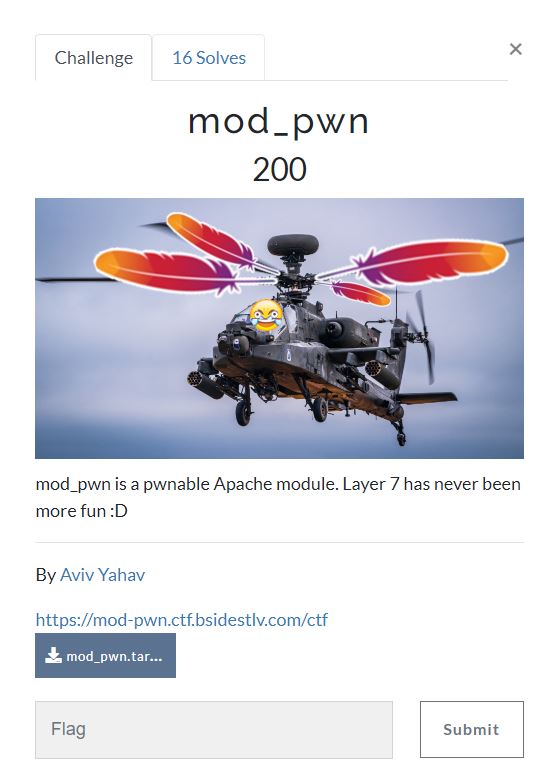 Challenge
16 Solves
×
mod_pwn
200
mod_pwn is a pwnable Apache module. Layer 7 has never been
more fun :D
By Aviv Yahav
https://mod-pwn.ctf.bsidestlv.com/ctf
mod_pwn.tar...
Flag
Submit